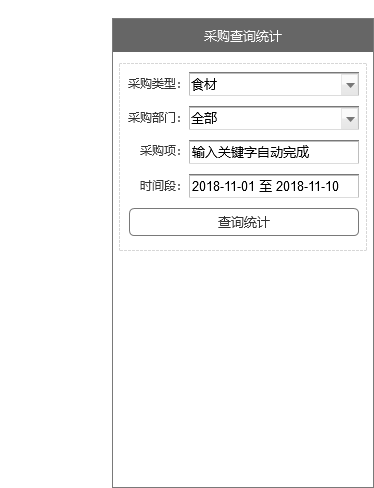 采购查询统计
采购类型: 食材
采购部门: 全部
采购项: 输入关键字自动完成
时间段: 2018-11-01 至 2018-11-10
查询统计